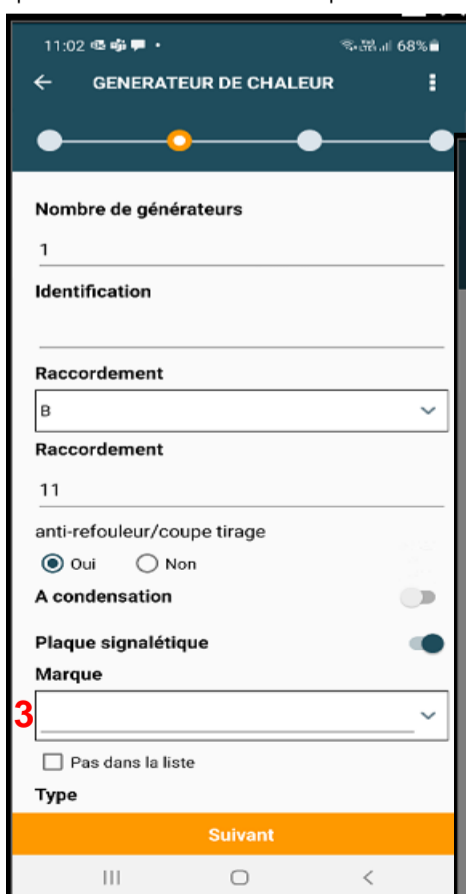 11:02
68%
GENERATEUR DE CHALEUR
Nombre de générateurs
1
Identification
Raccordement
B
Raccordement
11
anti-refouleur/coupe tirage
Oui Non
A condensation
Plaque signalétique
Marque
3
Pas dans la liste
Type
Suivant